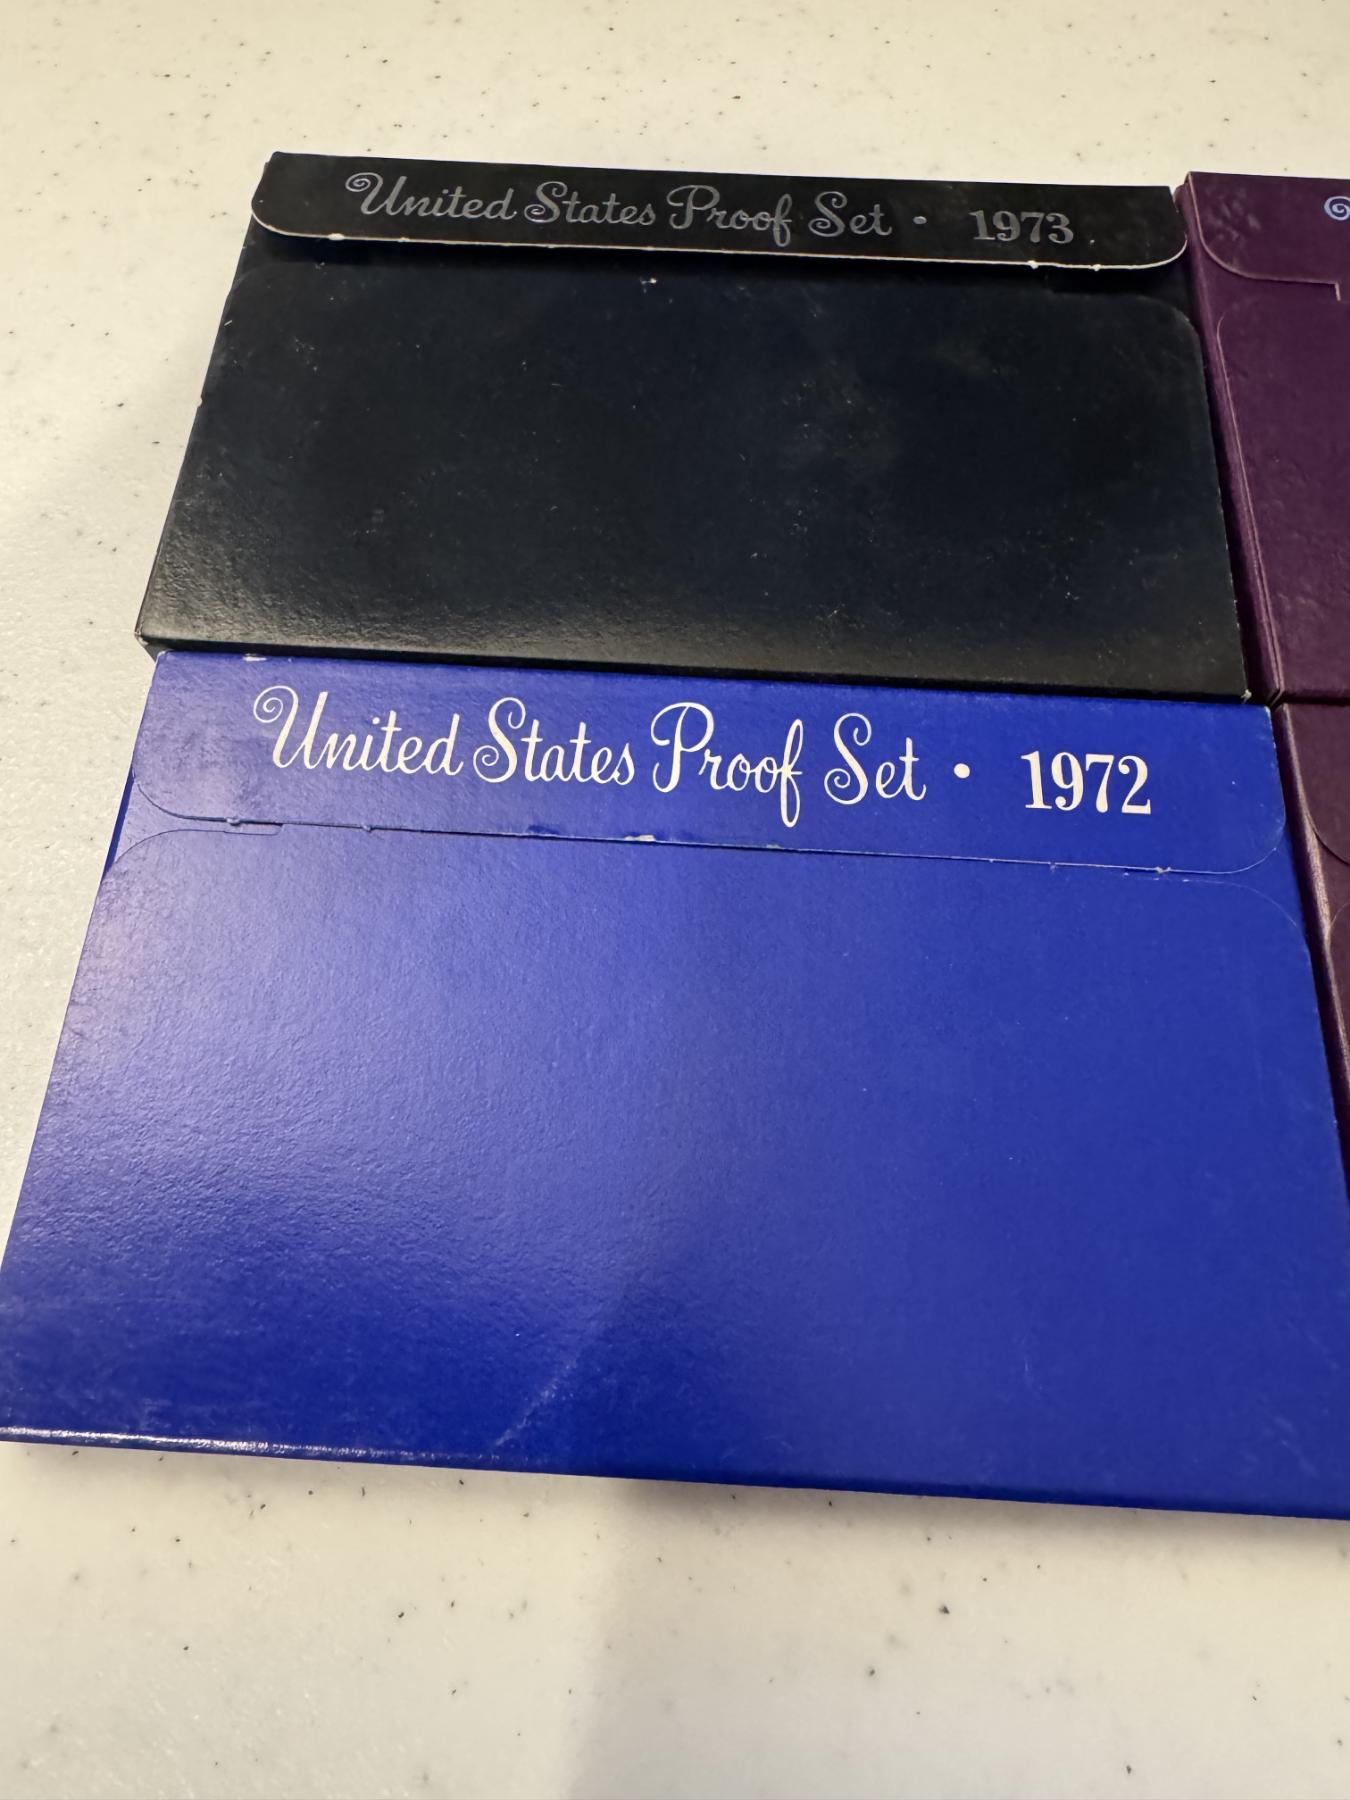 United States Proof Set • 1973
United States Proof Set • 1972